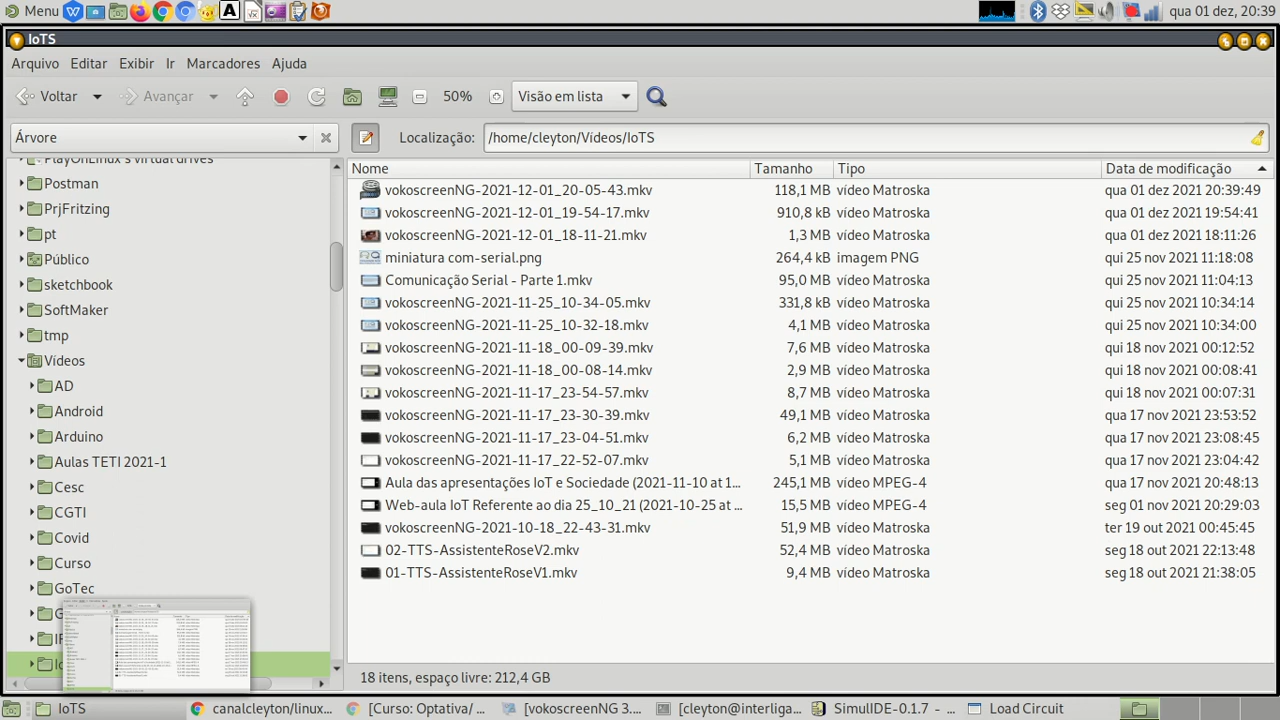 Menu
qua 01 dez, 20:39
IoTS
Arquivo Editar Exibir Ir Marcadores Ajuda
Voltar Avançar 50% Visão em lista
Árvore Localização: /home/cleyton/Vídeos/IoTS
Nome Tamanho Tipo Data de modificação
PlayOnLinux's virtual drives
Postman
PrjFritzing
pt
Público
sketchbook
SoftMaker
tmp
Vídeos
AD
Android
Arduino
Aulas TETI 2021-1
Cesc
CGTI
Covid
Curso
GoTec
vokoscreenNG-2021-12-01_20-05-43.mkv 118,1 MB vídeo Matroska qua 01 dez 2021 20:39:49
vokoscreenNG-2021-12-01_19-54-17.mkv 910,8 kB vídeo Matroska qua 01 dez 2021 19:54:41
vokoscreenNG-2021-12-01_18-11-21.mkv 1,3 MB vídeo Matroska qua 01 dez 2021 18:11:26
miniatura com-serial.png 264,4 kB imagem PNG qui 25 nov 2021 11:18:08
Comunicação Serial - Parte 1.mkv 95,0 MB vídeo Matroska qui 25 nov 2021 11:04:13
vokoscreenNG-2021-11-25_10-34-05.mkv 331,8 kB vídeo Matroska qui 25 nov 2021 10:34:14
vokoscreenNG-2021-11-25_10-32-18.mkv 4,1 MB vídeo Matroska qui 25 nov 2021 10:34:00
vokoscreenNG-2021-11-18_00-09-39.mkv 7,6 MB vídeo Matroska qui 18 nov 2021 00:12:52
vokoscreenNG-2021-11-18_00-08-14.mkv 2,9 MB vídeo Matroska qui 18 nov 2021 00:08:41
vokoscreenNG-2021-11-17_23-54-57.mkv 8,7 MB vídeo Matroska qui 18 nov 2021 00:07:31
vokoscreenNG-2021-11-17_23-30-39.mkv 49,1 MB vídeo Matroska qua 17 nov 2021 23:53:52
vokoscreenNG-2021-11-17_23-04-51.mkv 6,2 MB vídeo Matroska qua 17 nov 2021 23:08:45
vokoscreenNG-2021-11-17_22-52-07.mkv 5,1 MB vídeo Matroska qua 17 nov 2021 23:04:42
Aula das apresentações IoT e Sociedade (2021-11-10 at 1... 245,1 MB vídeo MPEG-4 qua 17 nov 2021 20:48:13
Web-aula IoT Referente ao dia 25_10_21 (2021-10-25 at ... 15,5 MB vídeo MPEG-4 seg 01 nov 2021 20:29:03
vokoscreenNG-2021-10-18_22-43-31.mkv 51,9 MB vídeo Matroska ter 19 out 2021 00:45:45
02-TTS-AssistenteRoseV2.mkv 52,4 MB vídeo Matroska seg 18 out 2021 22:13:48
01-TTS-AssistenteRoseV1.mkv 9,4 MB vídeo Matroska seg 18 out 2021 21:38:05
18 itens, espaço livre: 212,4 GB
IoTS
canalcleyton/linux...
[Curso: Optativa/ ...
[vokoscreenNG 3....
[cleyton@interliga...
SimulIDE-0.1.7 - ...
Load Circuit